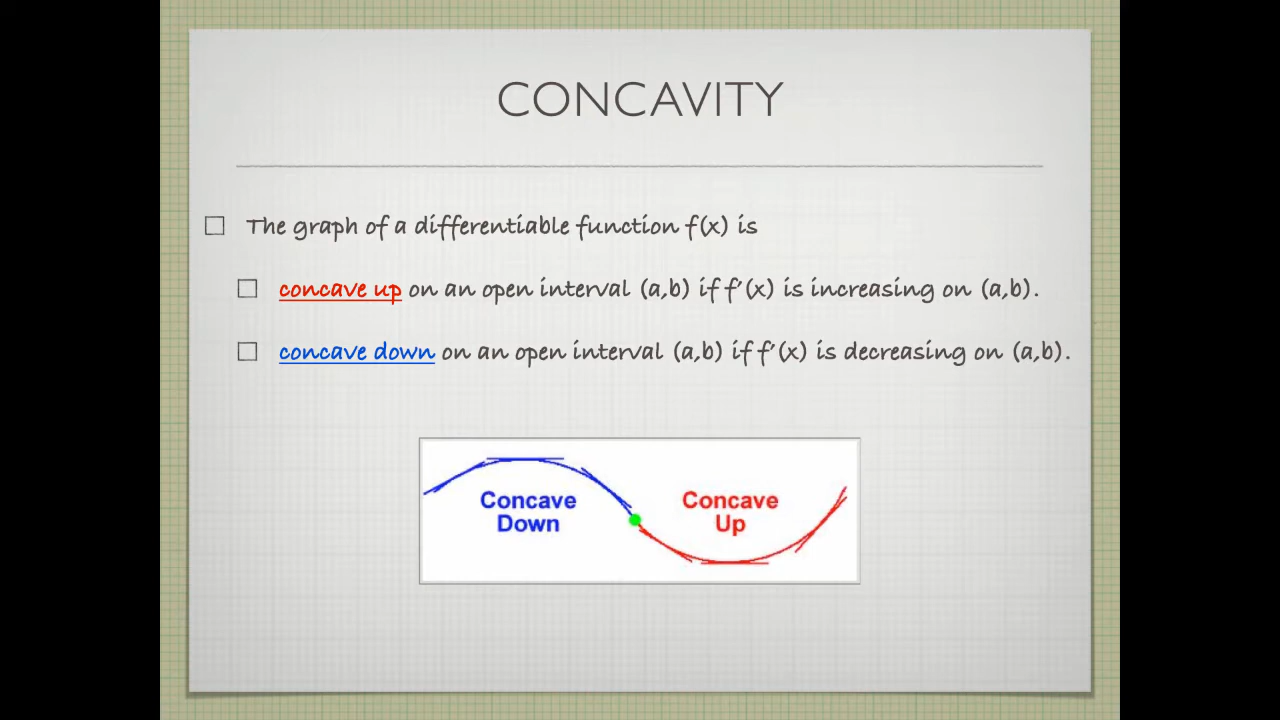 CONCAVITY
The graph of a differentiable function f(x) is
concave up on an open interval (a,b) if f'(x) is increasing on (a,b).
concave down on an open interval (a,b) if f'(x) is decreasing on (a,b).
Concave
Down
Concave
Up